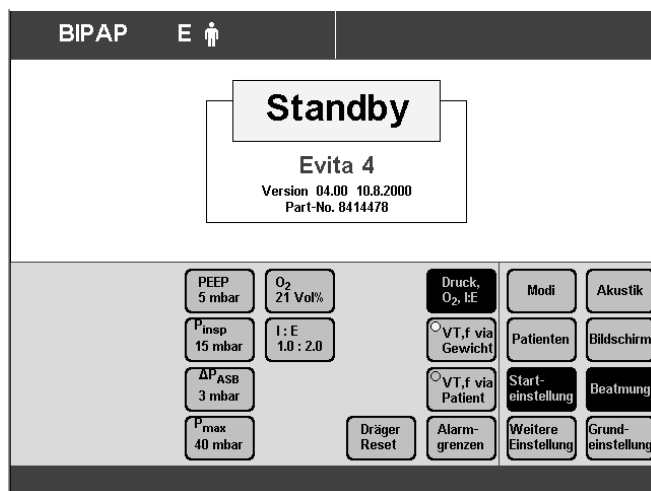 BIPAP E
Standby
Evita 4
Version 04.00 10.8.2000
Part-No. 8414478
PEEP
5 mbar
O2
21 Vol%
Druck,
O2, I:E
Modi
Akustik
Pinsp
15 mbar
I : E
1.0 : 2.0
VT,f via
Gewicht
Patienten
Bildschirm
ΔPASB
3 mbar
VT,f via
Patient
Start-
einstellung
Beatmung
Pmax
40 mbar
Dräger
Reset
Alarm-
grenzen
Weitere
Einstellung
Grund-
einstellung